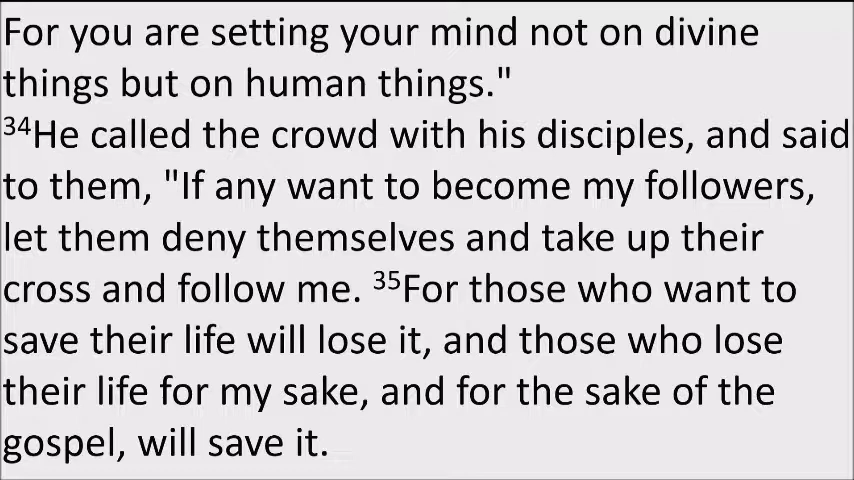 For you are setting your mind not on divine
things but on human things."
³⁴He called the crowd with his disciples, and said
to them, "If any want to become my followers,
let them deny themselves and take up their
cross and follow me. ³⁵For those who want to
save their life will lose it, and those who lose
their life for my sake, and for the sake of the
gospel, will save it.